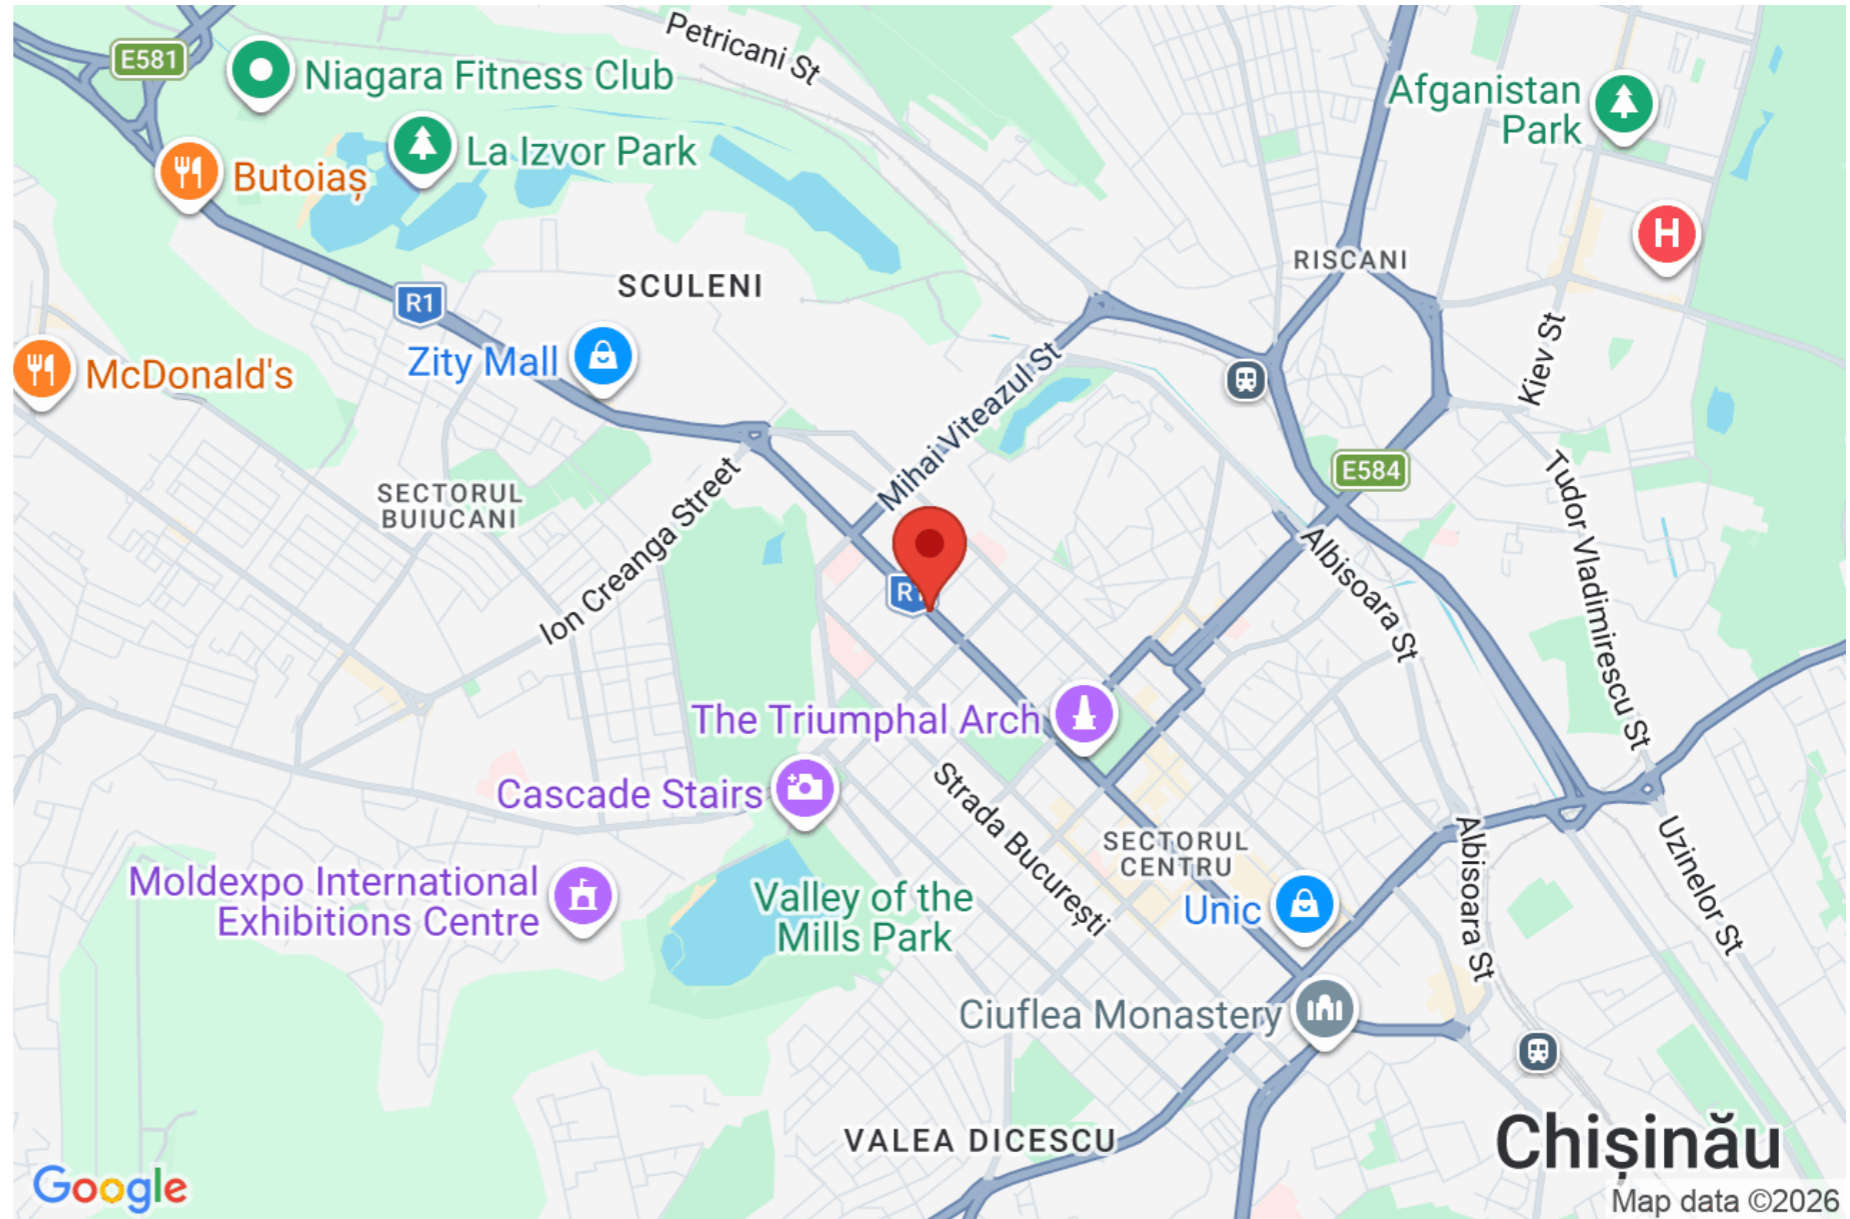 Petricani St
E581
Niagara Fitness Club
Afganistan
Park
La Izvor Park
Butoiaș
H
RISCANI
SCULENI
R1
Kiev St
Zity Mall
McDonald's
Mihai Viteazul St
E584
SECTORUL
BUIUCANI
Ion Creanga Street
Tudor Vladimirescu St
Albisoara St
The Triumphal Arch
Cascade Stairs
Strada București
SECTORUL
CENTRU
Albisoara St
Uzinelor St
Moldexpo International
Exhibitions Centre
Valley of the
Mills Park
Unic
Ciuflea Monastery
VALEA DICESCU
Chișinău
Google
Map data ©2026